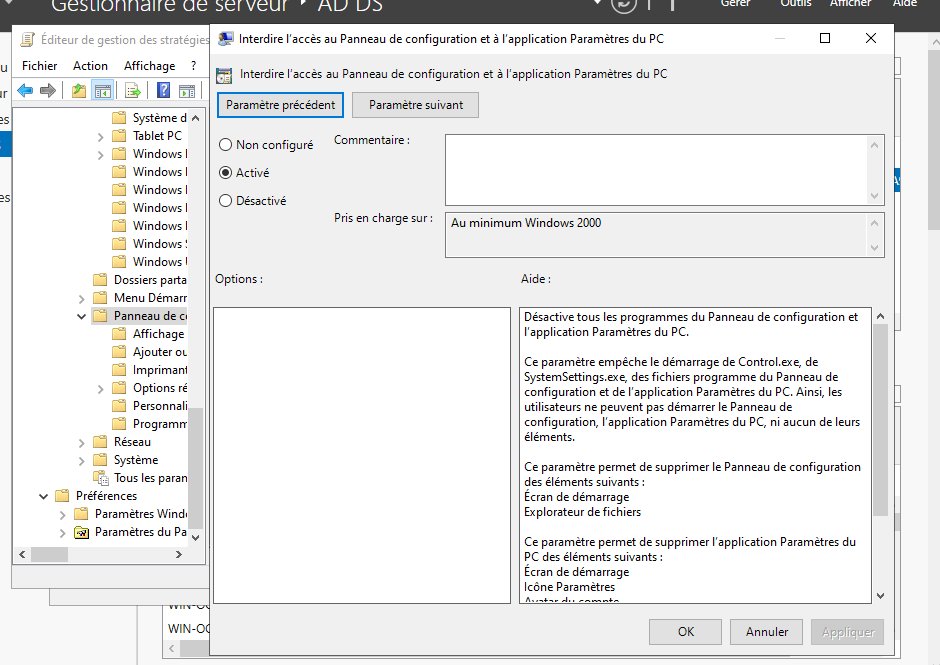 Gestionnaire de serveur
AD DS
Gérer
Outils
Afficher
Aide
Éditeur de gestion des stratégies
Fichier
Action
Affichage
?
Système d
Tablet PC
Windows
Windows
Windows
Windows
Windows
Windows
Windows
Windows
Dossiers parta
Menu Démarr
Panneau de co
Affichage
Ajouter ou
Imprimant
Options ré
Personnali
Programm
Réseau
Système
Tous les paran
Préférences
Paramètres Wind
Paramètres du Pa
WIN-OC
WIN-OC
Interdire l'accès au Panneau de configuration et à l'application Paramètres du PC
Interdire l'accès au Panneau de configuration et à l'application Paramètres du PC
Paramètre précédent
Paramètre suivant
Non configuré
Activé
Désactivé
Commentaire :
Pris en charge sur :
Au minimum Windows 2000
Options :
Aide :
Désactive tous les programmes du Panneau de configuration et
l'application Paramètres du PC.
Ce paramètre empêche le démarrage de Control.exe, de
SystemSettings.exe, des fichiers programme du Panneau de
configuration et de l'application Paramètres du PC. Ainsi, les
utilisateurs ne peuvent pas démarrer le Panneau de
configuration, l'application Paramètres du PC, ni aucun de leurs
éléments.
Ce paramètre permet de supprimer le Panneau de configuration
des éléments suivants :
Écran de démarrage
Explorateur de fichiers
Ce paramètre permet de supprimer l'application Paramètres du
PC des éléments suivants :
Écran de démarrage
Icône Paramètres
Avatar du compte
OK
Annuler
Appliquer